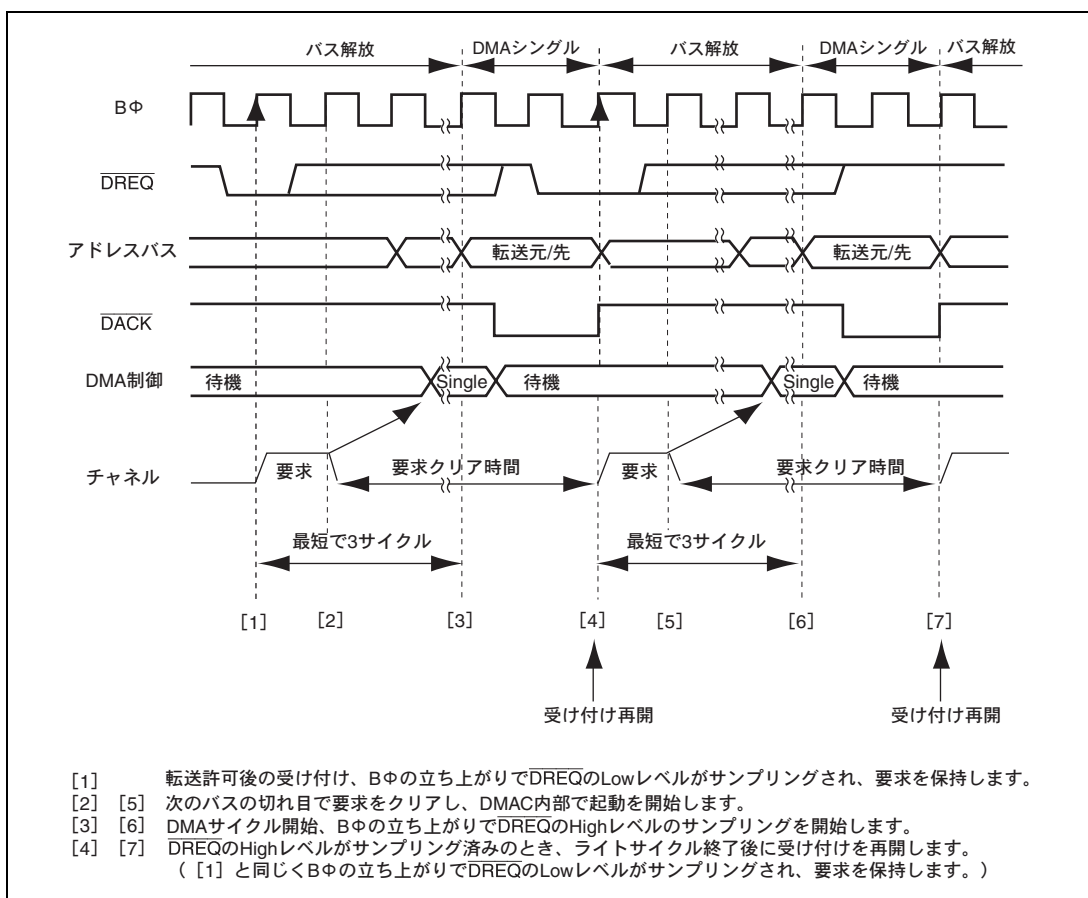 バス解放 DMAシングル バス解放 DMAシングル バス解放
BΦ
DREQ
アドレスバス 転送元/先 転送元/先
DACK
DMA制御 待機 Single 待機 Single 待機
チャネル 要求 要求クリア時間 要求 要求クリア時間
最短で3サイクル 最短で3サイクル
[1] [2] [3] [4] [5] [6] [7]
受け付け再開 受け付け再開
[1] 転送許可後の受け付け、BΦの立ち上がりでDREQのLowレベルがサンプリングされ、要求を保持します。
[2] [5] 次のバスの切れ目で要求をクリアし、DMAC内部で起動を開始します。
[3] [6] DMAサイクル開始、BΦの立ち上がりでDREQのHighレベルのサンプリングを開始します。
[4] [7] DREQのHighレベルがサンプリング済みのとき、ライトサイクル終了後に受け付けを再開します。
([1]と同じくBΦの立ち上がりでDREQのLowレベルがサンプリングされ、要求を保持します。)